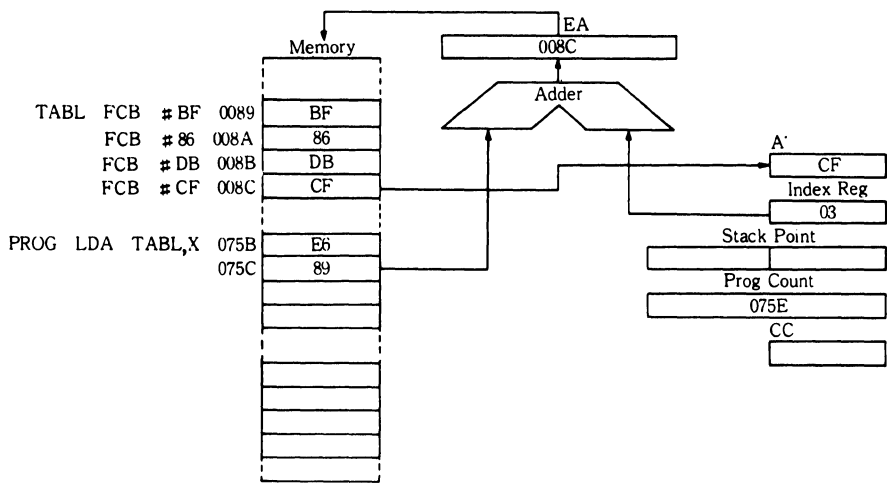 EA
Memory
008C
Adder
TABL FCB #BF 0089 BF
FCB #86 008A 86
FCB #DB 008B DB
FCB #CF 008C CF
A
CF
Index Reg
03
PROG LDA TABL,X 075B E6
075C 89
Stack Point
Prog Count
075E
CC